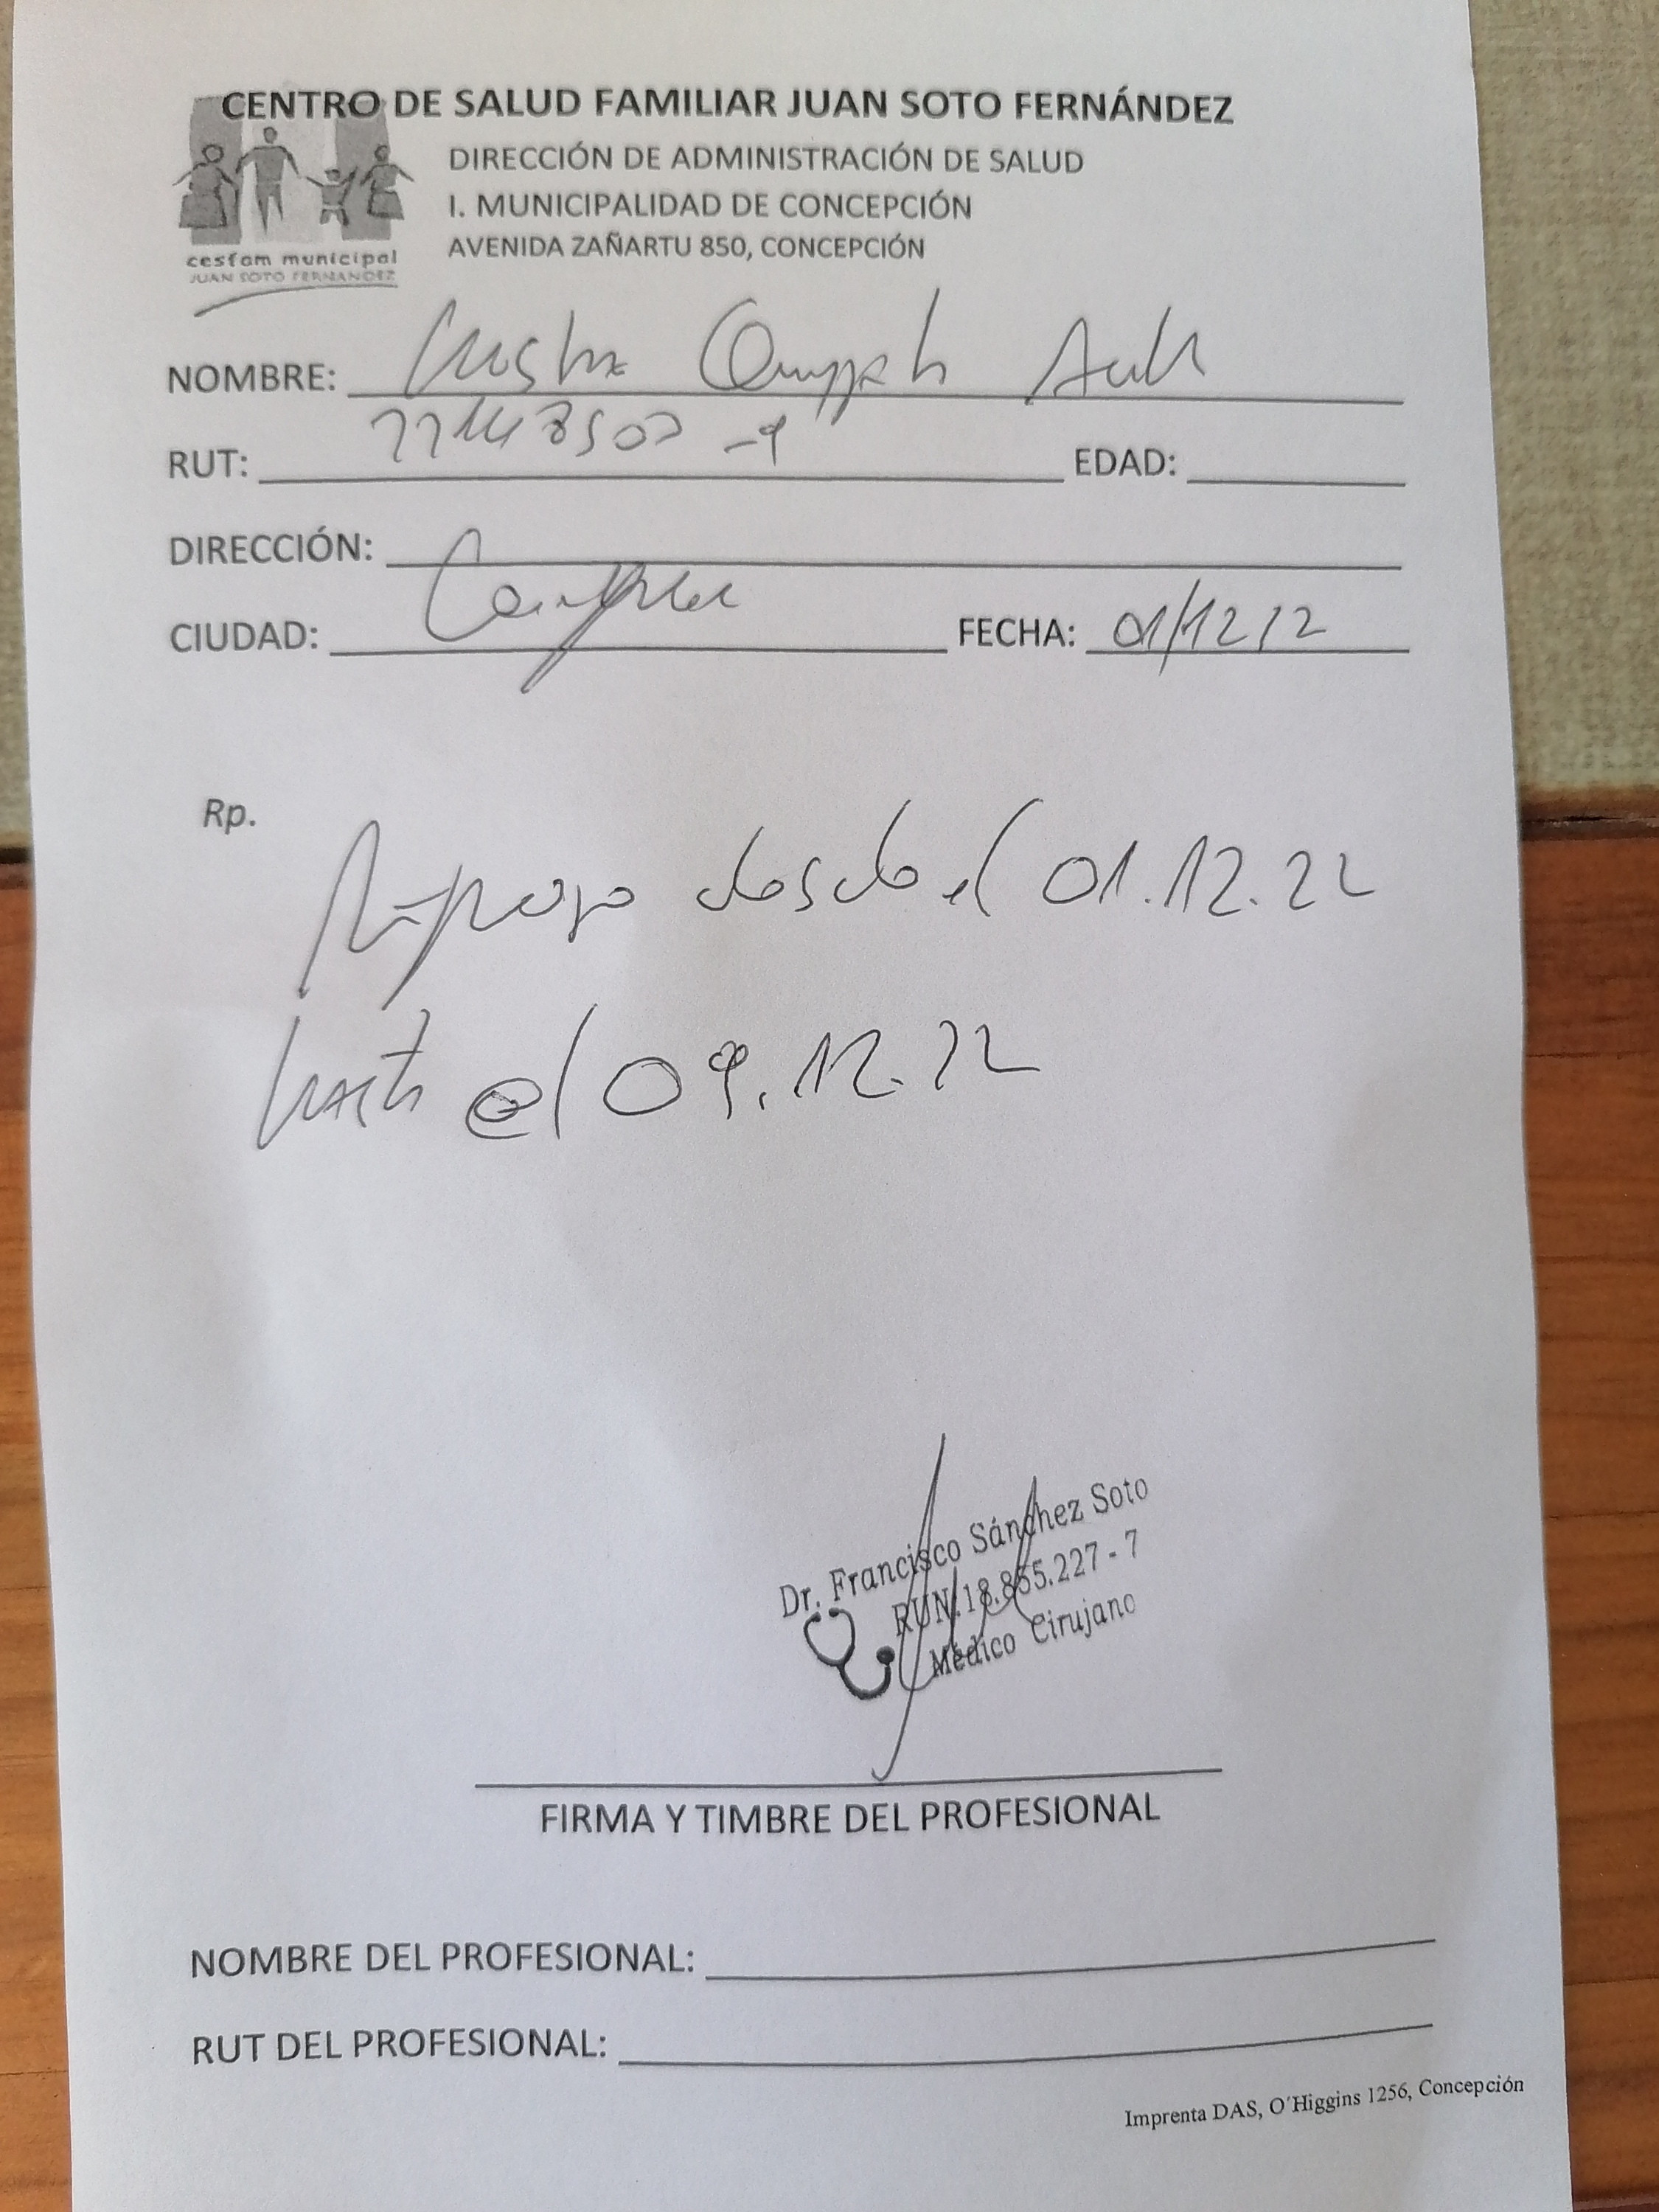 CENTRO DE SALUD FAMILIAR JUAN SOTO FERNÁNDEZ
DIRECCIÓN DE ADMINISTRACIÓN DE SALUD
I. MUNICIPALIDAD DE CONCEPCIÓN
AVENIDA ZAÑARTU 850, CONCEPCIÓN
cesfam municipal
JUAN SOTO FERNANDEZ
NOMBRE:
RUT: EDAD:
DIRECCIÓN:
CIUDAD: FECHA: 01/12/2
Rp.
Reposo desde el 01.12.22
hasta el 09.12.22
Dr. Francisco Sánchez Soto
RUN. 18.855.227 - 7
Médico Cirujano
FIRMA Y TIMBRE DEL PROFESIONAL
NOMBRE DEL PROFESIONAL:
RUT DEL PROFESIONAL:
Imprenta DAS, O´Higgins 1256, Concepción